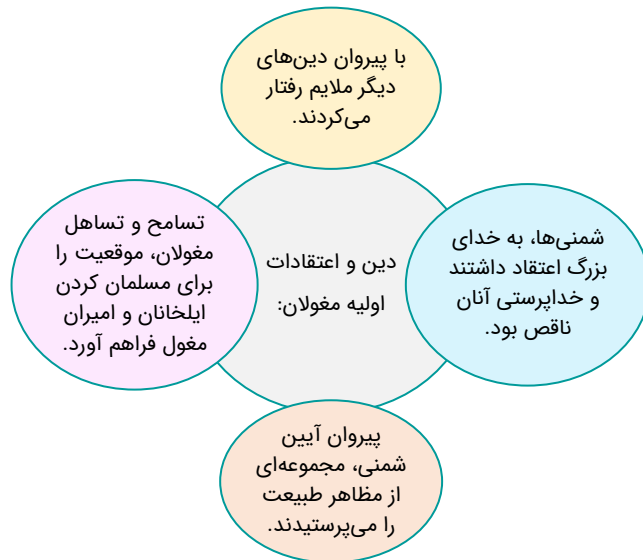 با پیروان دین‌های
دیگر ملایم رفتار
می‌کردند.
دین و اعتقادات
اولیه مغولان:
شمنی‌ها، به خدای
بزرگ اعتقاد داشتند
و خداپرستی آنان
ناقص بود.
تسامح و تساهل
مغولان، موقعیت را
برای مسلمان کردن
ایلخانان و امیران
مغول فراهم آورد.
پیروان آیین
شمنی، مجموعه‌ای
از مظاهر طبیعت
را می‌پرستیدند.